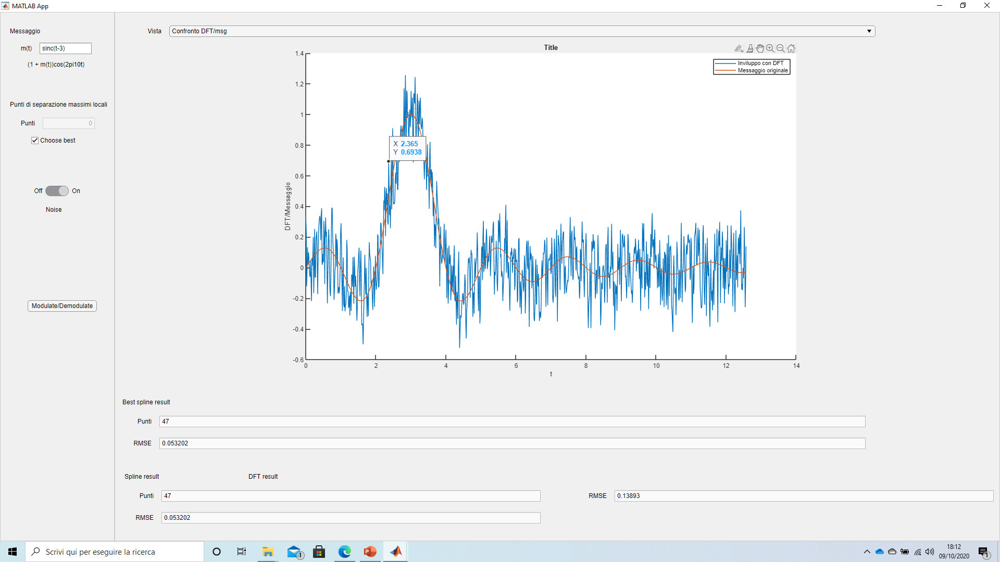 MATLAB App
Messaggio
m(t) sinc(t-3)
(1 + m(t))cos(2pi10t)
Punti di separazione massimi locali
Punti 0
Choose best
Off On
Noise
Modulate/Demodulate
Vista Confronto DFT/msg
Title
Inviluppo con DFT
Messaggio originale
X 2.365
Y 0.6938
DFT/Messaggio
1.4
1.2
1
0.8
0.6
0.4
0.2
0
-0.2
-0.4
-0.6
0 2 4 6 8 10 12 14
t
Best spline result
Punti 47
RMSE 0.053202
Spline result DFT result
Punti 47 RMSE 0.13893
RMSE 0.053202
Scrivi qui per eseguire la ricerca
1
18:12
09/10/2020
1